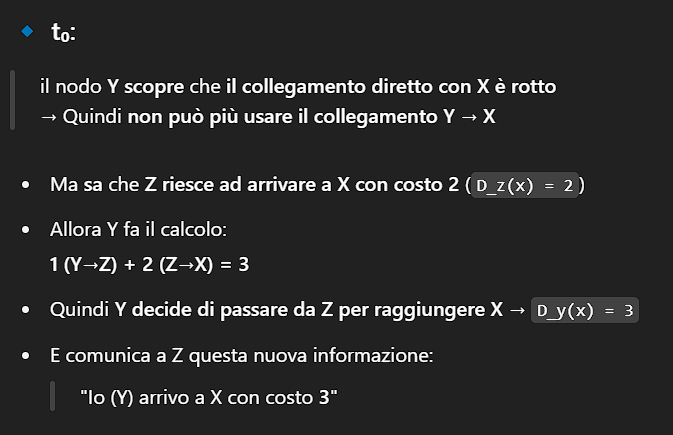 t₀:
il nodo Y scopre che il collegamento diretto con X è rotto
→ Quindi non può più usare il collegamento Y → X
• Ma sa che Z riesce ad arrivare a X con costo 2 (D_z(x) = 2)
• Allora Y fa il calcolo:
1 (Y→Z) + 2 (Z→X) = 3
• Quindi Y decide di passare da Z per raggiungere X → D_y(x) = 3
• E comunica a Z questa nuova informazione:
"Io (Y) arrivo a X con costo 3"